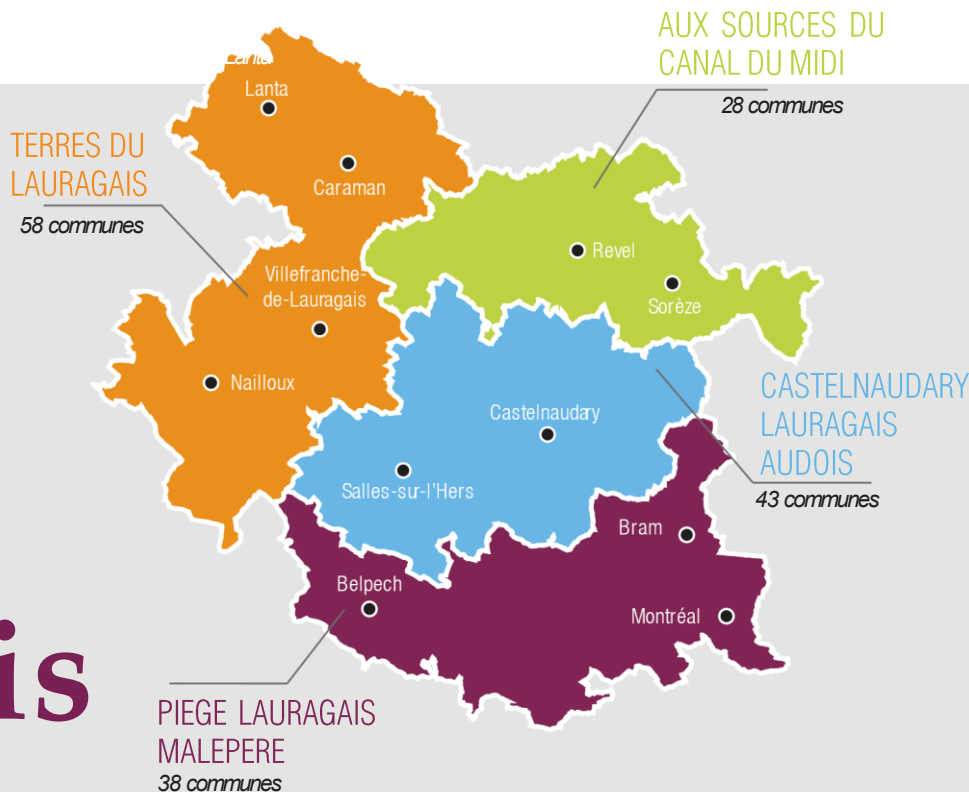 AUX SOURCES DU
CANAL DU MIDI
28 communes
Lanta
Lanta
TERRES DU
LAURAGAIS
58 communes
Caraman
Revel
Villefranche-
de-Lauragais
Sorèze
Nailloux
CASTELNAUDARY
LAURAGAIS
AUDOIS
43 communes
Castelnaudary
Salles-sur-l'Hers
Bram
Belpech
Montréal
is
PIEGE LAURAGAIS
MALEPERE
38 communes